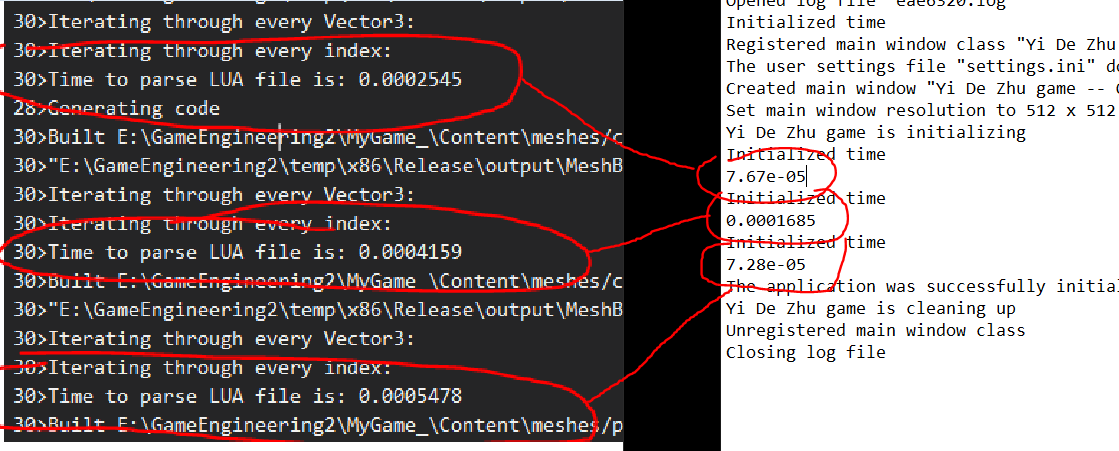 30>Iterating through every Vector3:
30>Iterating through every index:
30>Time to parse LUA file is: 0.0002545
28>Generating code
30>Built E:\GameEngineering2\MyGame_\Content\meshes/c
30>"E:\GameEngineering2\temp\x86\Release\output\MeshB
30>Iterating through every Vector3:
30>Iterating through every index:
30>Time to parse LUA file is: 0.0004159
30>Built E:\GameEngineering2\MyGame_\Content\meshes/c
30>"E:\GameEngineering2\temp\x86\Release\output\MeshB
30>Iterating through every Vector3:
30>Iterating through every index:
30>Time to parse LUA file is: 0.0005478
30>Built E:\GameEngineering2\MyGame_\Content\meshes/p
Opened log file "eae6320.log"
Initialized time
Registered main window class "Yi De Zhu
The user settings file "settings.ini" do
Created main window "Yi De Zhu game --
Set main window resolution to 512 x 512
Yi De Zhu game is initializing
Initialized time
7.67e-05
Initialized time
0.0001685
Initialized time
7.28e-05
The application was successfully initial
Yi De Zhu game is cleaning up
Unregistered main window class
Closing log file